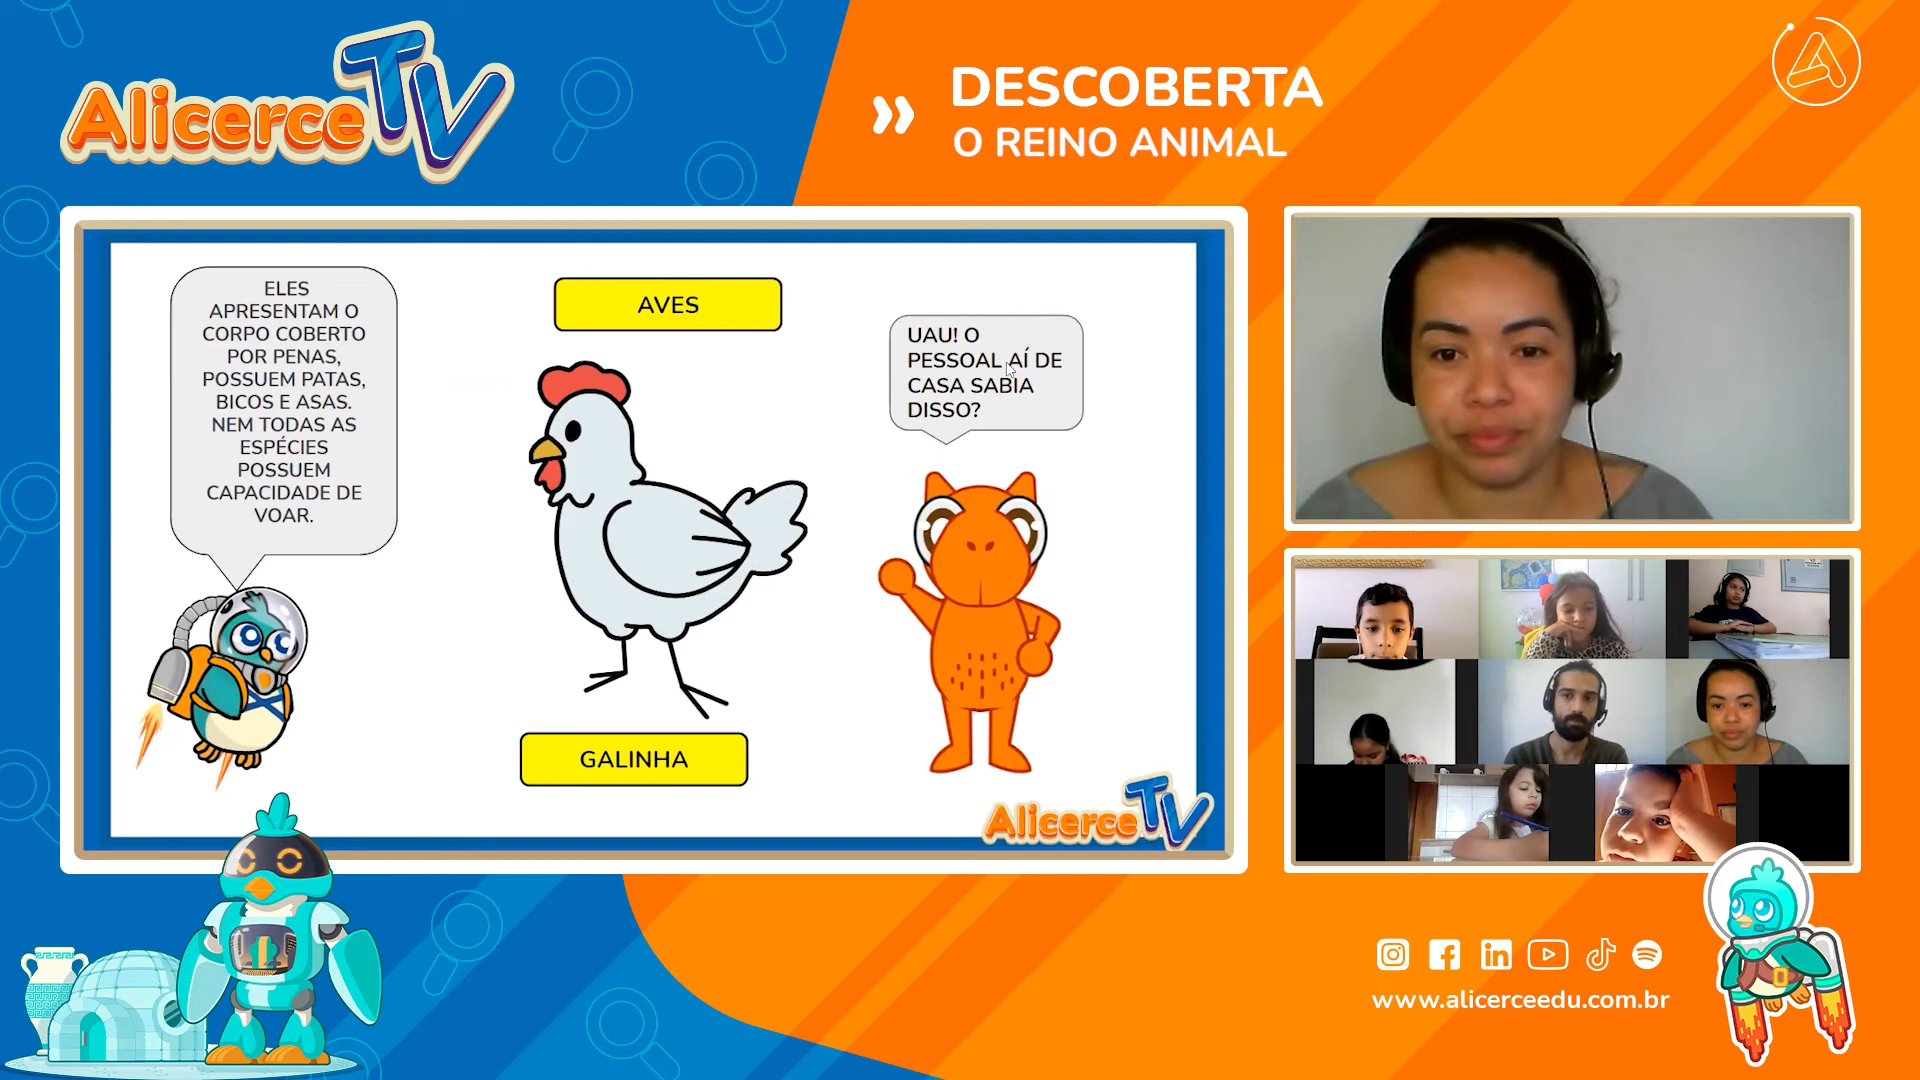 AlicerceTV
DESCOBERTA
O REINO ANIMAL
ELES
APRESENTAM O
CORPO COBERTO
POR PENAS,
POSSUEM PATAS,
BICOS E ASAS.
NEM TODAS AS
ESPÉCIES
POSSUEM
CAPACIDADE DE
VOAR.
AVES
UAU! O
PESSOAL AÍ DE
CASA SABIA
DISSO?
GALINHA
AlicerceTV
www.alicerceedu.com.br